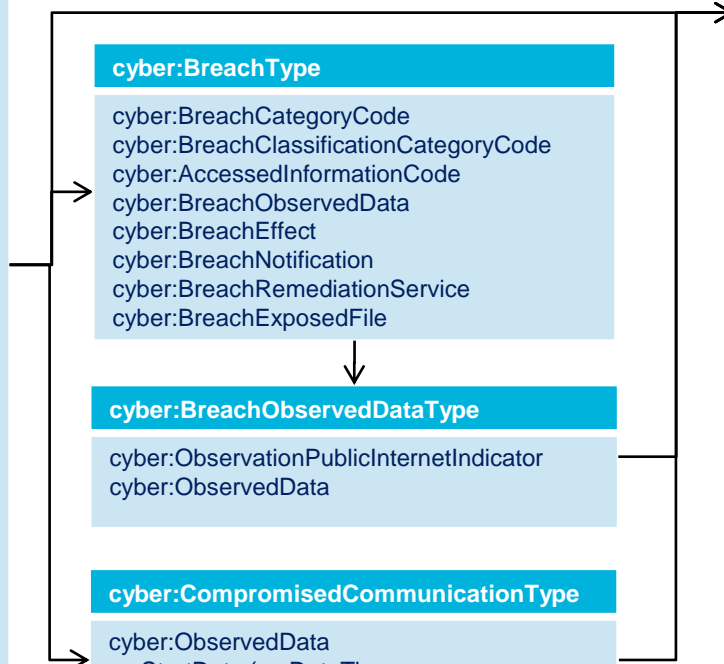 cyber:BreachType
cyber:BreachCategoryCode
cyber:BreachClassificationCategoryCode
cyber:AccessedInformationCode
cyber:BreachObservedData
cyber:BreachEffect
cyber:BreachNotification
cyber:BreachRemediationService
cyber:BreachExposedFile
cyber:BreachObservedDataType
cyber:ObservationPublicInternetIndicator
cyber:ObservedData
cyber:CompromisedCommunicationType
cyber:ObservedData